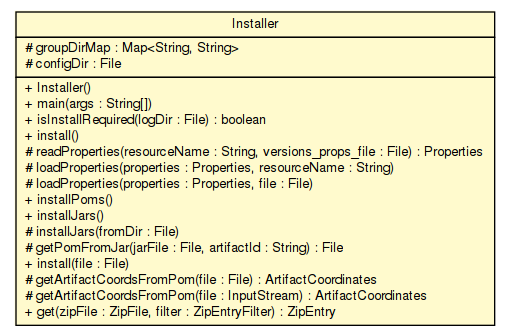 Installer
# groupDirMap : Map<String, String>
# configDir : File
+ Installer()
+ main(args : String[])
+ isInstallRequired(logDir : File) : boolean
+ install()
# readProperties(resourceName : String, versions_props_file : File) : Properties
# loadProperties(properties : Properties, resourceName : String)
# loadProperties(properties : Properties, file : File)
+ installPoms()
+ installJars()
# installJars(fromDir : File)
# getPomFromJar(jarFile : File, artifactId : String) : File
+ install(file : File)
# getArtifactCoordsFromPom(file : File) : ArtifactCoordinates
# getArtifactCoordsFromPom(file : InputStream) : ArtifactCoordinates
+ get(zipFile : ZipFile, filter : ZipEntryFilter) : ZipEntry